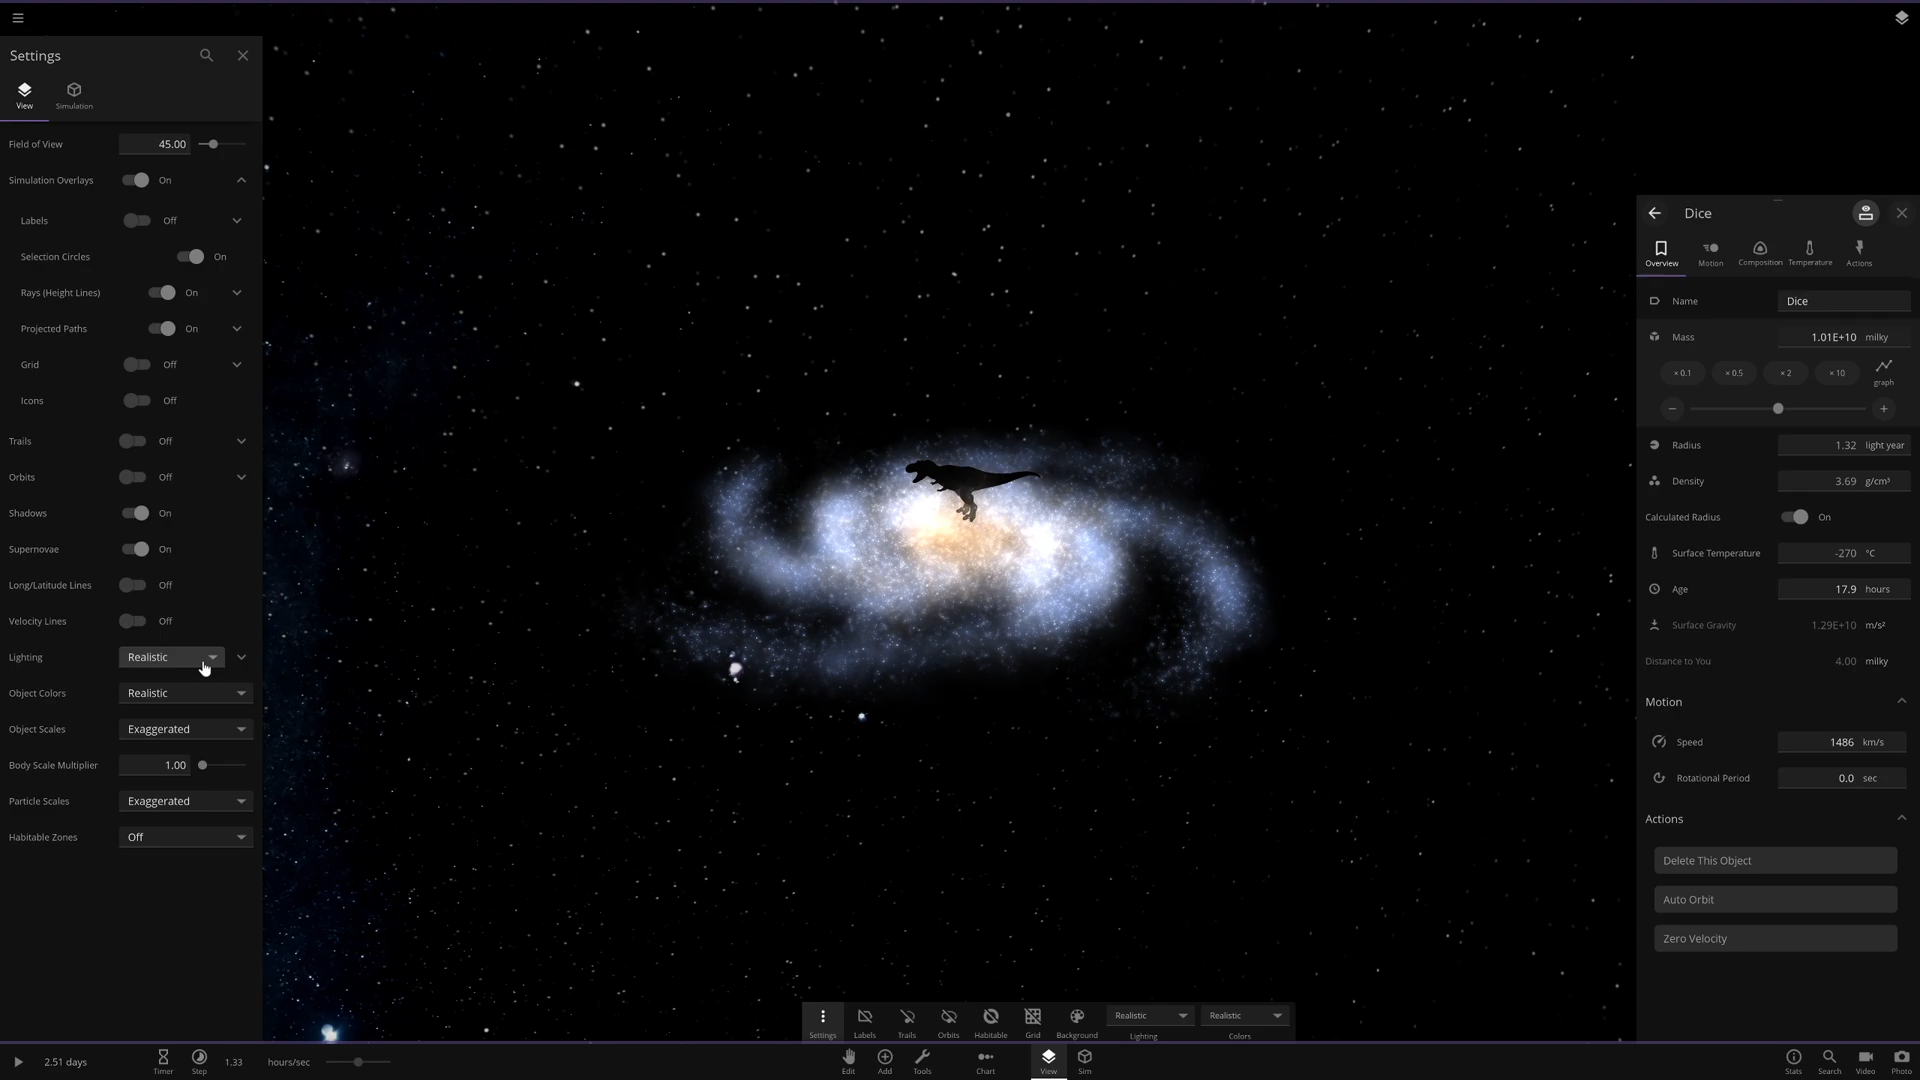 Settings
View
Simulation
Field of View 45.00
Simulation Overlays On
Labels Off
Selection Circles On
Rays (Height Lines) On
Projected Paths On
Grid Off
Icons Off
Trails Off
Orbits Off
Shadows On
Supernovae On
Long/Latitude Lines Off
Velocity Lines Off
Lighting Realistic
Object Colors Realistic
Object Scales Exaggerated
Body Scale Multiplier 1.00
Particle Scales Exaggerated
Habitable Zones Off
Dice
Overview Motion Composition Temperature Actions
Name Dice
Mass 1.01E+10 milky
× 0.1 × 0.5 × 2 × 10 graph
Radius 1.32 light year
Density 3.69 g/cm³
Calculated Radius On
Surface Temperature -270 °C
Age 17.9 hours
Surface Gravity 1.29E+10 m/s²
Distance to You 4.00 milky
Motion
Speed 1486 km/s
Rotational Period 0.0 sec
Actions
Delete This Object
Auto Orbit
Zero Velocity
Realistic Realistic
Settings Labels Trails Orbits Habitable Grid Background Lighting Colors
2.51 days Timer Step 1.33 hours/sec
Edit Add Tools Chart View Sim
Stats Search Video Photo